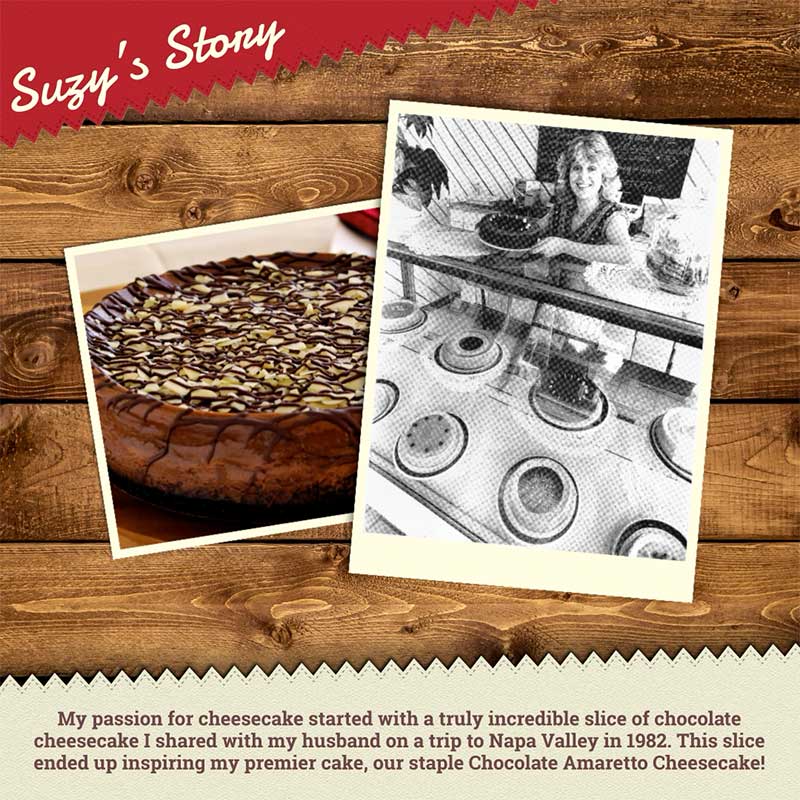 Suzy's Story
My passion for cheesecake started with a truly incredible slice of chocolate
cheesecake I shared with my husband on a trip to Napa Valley in 1982. This slice
ended up inspiring my premier cake, our staple Chocolate Amaretto Cheesecake!